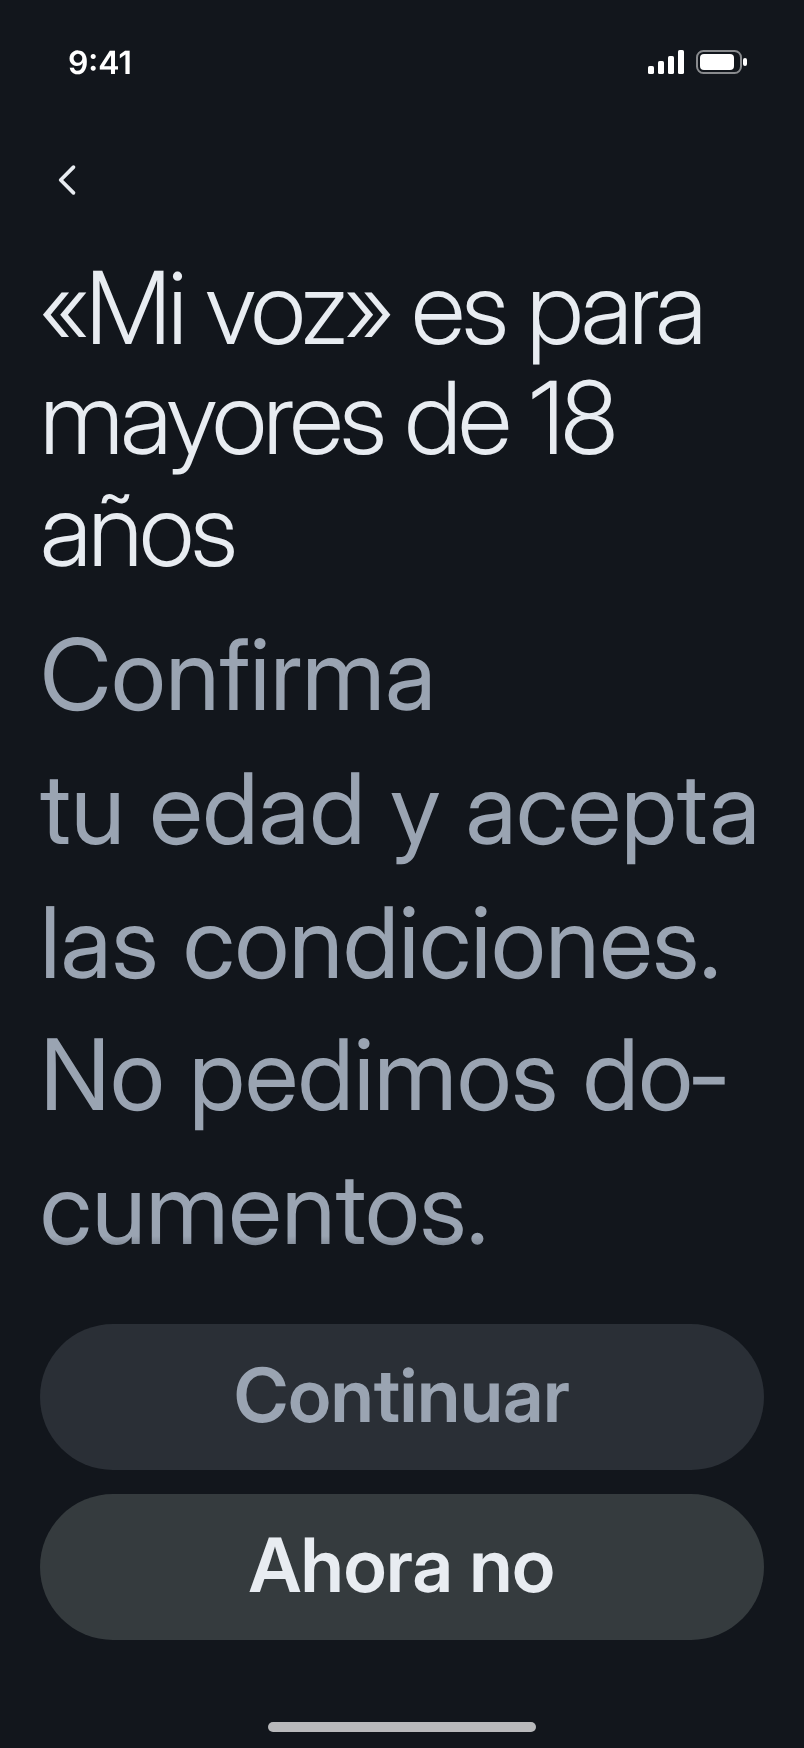 9:41
«Mi voz» es para
mayores de 18
años
Confirma
tu edad y acepta
las condiciones.
No pedimos do-
cumentos.
Continuar
Ahora no